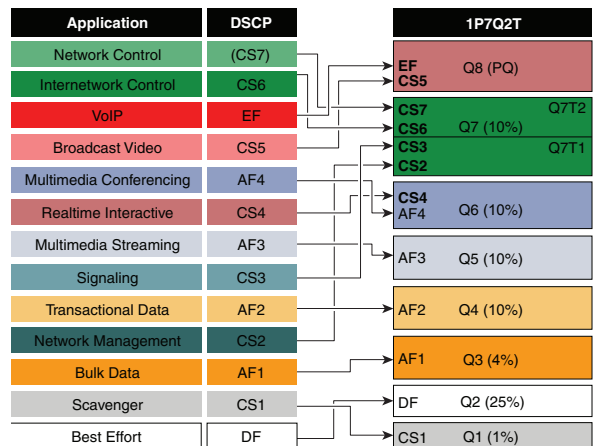 Application DSCP 1P7Q2T
Network Control (CS7)
Internetwork Control CS6
VoIP EF
Broadcast Video CS5
Multimedia Conferencing AF4
Realtime Interactive CS4
Multimedia Streaming AF3
Signaling CS3
Transactional Data AF2
Network Management CS2
Bulk Data AF1
Scavenger CS1
Best Effort DF
EF Q8 (PQ)
CS5
CS7 Q7T2
CS6 Q7 (10%)
CS3 Q7T1
CS2
CS4
AF4 Q6 (10%)
AF3 Q5 (10%)
AF2 Q4 (10%)
AF1 Q3 (4%)
DF Q2 (25%)
CS1 Q1 (1%)